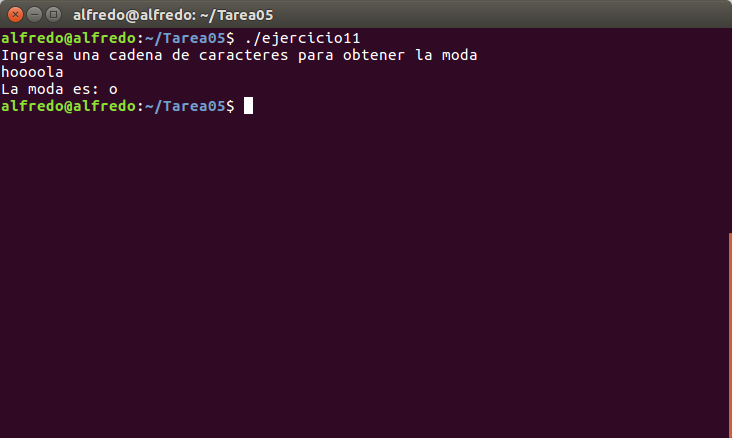 alfredo@alfredo: ~/Tarea05
alfredo@alfredo:~/Tarea05$ ./ejercicio11
Ingresa una cadena de caracteres para obtener la moda
hoooola
La moda es: o
alfredo@alfredo:~/Tarea05$